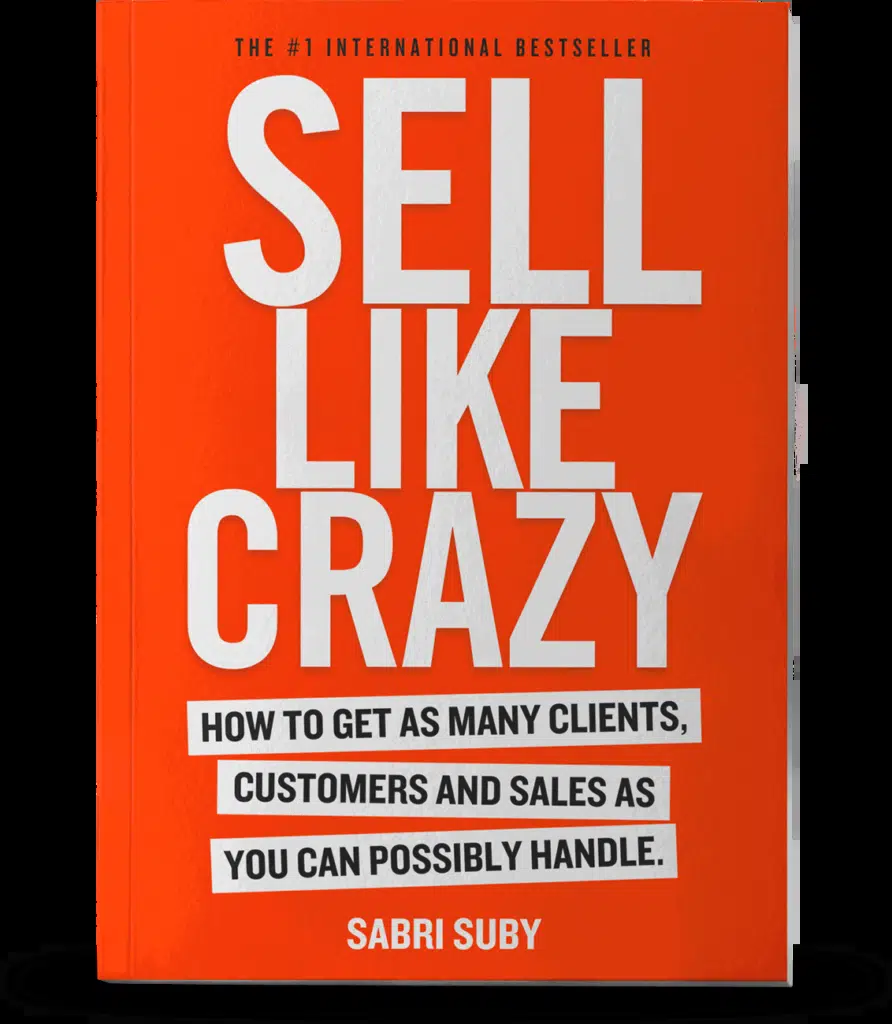 THE #1 INTERNATIONAL BESTSELLER
SELL
LIKE
CRAZY
HOW TO GET AS MANY CLIENTS,
CUSTOMERS AND SALES AS
YOU CAN POSSIBLY HANDLE.
SABRI SUBY